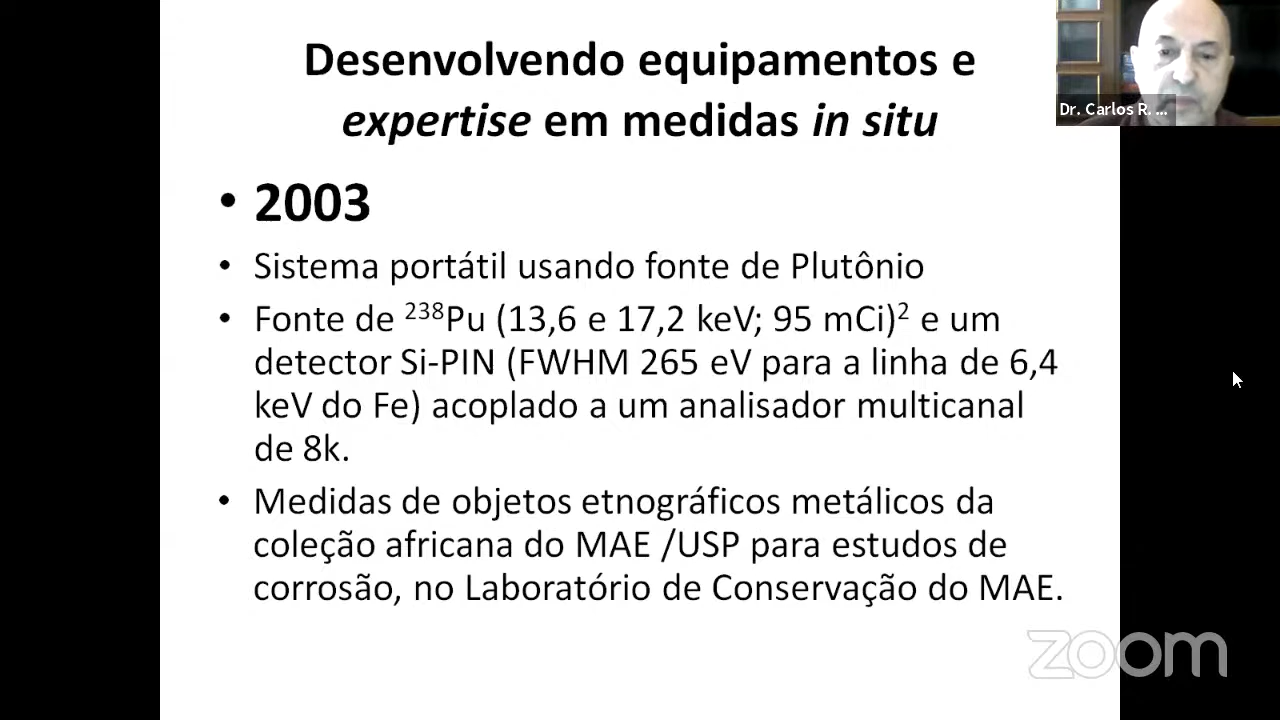 Desenvolvendo equipamentos e
expertise em medidas in situ
• 2003
• Sistema portátil usando fonte de Plutônio
• Fonte de ²³⁸Pu (13,6 e 17,2 keV; 95 mCi)² e um
detector Si-PIN (FWHM 265 eV para a linha de 6,4
keV do Fe) acoplado a um analisador multicanal
de 8k.
• Medidas de objetos etnográficos metálicos da
coleção africana do MAE /USP para estudos de
corrosão, no Laboratório de Conservação do MAE.
Dr. Carlos R. ...
zoom